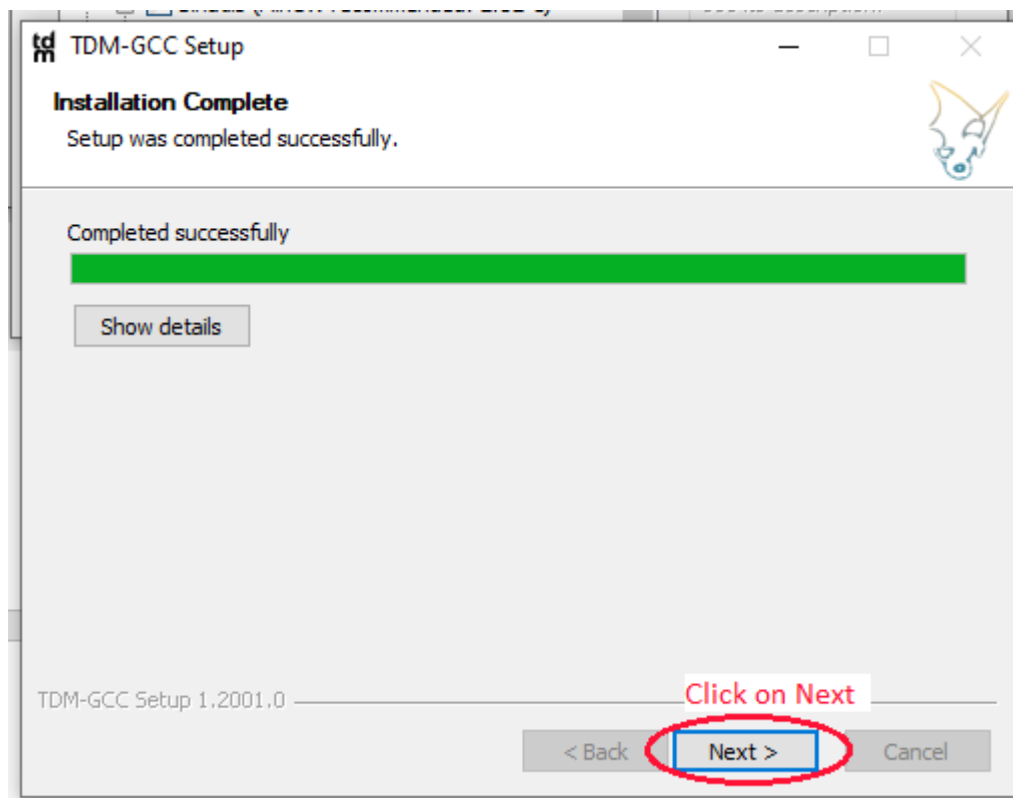 tdm TDM-GCC Setup
Installation Complete
Setup was completed successfully.
Completed successfully
Show details
TDM-GCC Setup 1.2001.0
Click on Next
< Back Next > Cancel